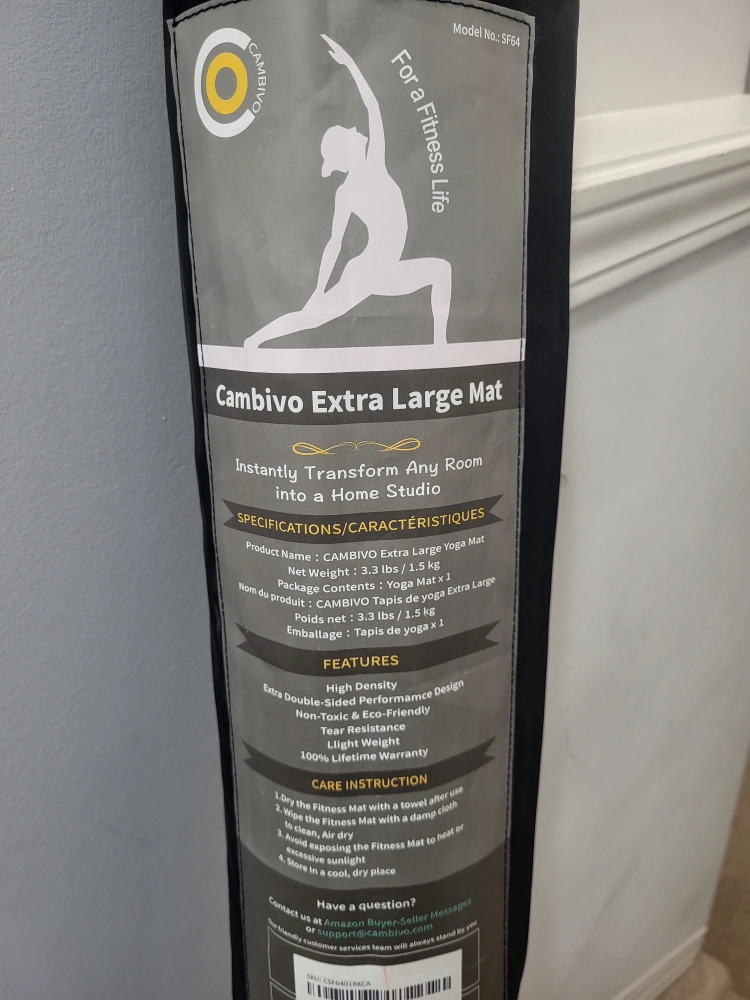 CAMBIVO
Model No.: SF64
For a Fitness Life
Cambivo Extra Large Mat
Instantly Transform Any Room
into a Home Studio
SPECIFICATIONS/CARACTÉRISTIQUES
Product Name : CAMBIVO Extra Large Yoga Mat
Net Weight : 3.3 lbs / 1.5 kg
Package Contents : Yoga Mat x 1
Nom du produit : CAMBIVO Tapis de yoga Extra Large
Poids net : 3.3 lbs / 1.5 kg
Emballage : Tapis de yoga x 1
FEATURES
High Density
Extra Double-Sided Performamce Design
Non-Toxic & Eco-Friendly
Tear Resistance
Llight Weight
100% Lifetime Warranty
CARE INSTRUCTION
1.Dry the Fitness Mat with a towel after use
2. Wipe the Fitness Mat with a damp cloth
to clean, Air dry
3. Avoid exposing the Fitness Mat to heat or
excessive sunlight
4. Store in a cool, dry place
Have a question?
Contact us at Amazon Buyer-Seller Messages
or support@cambivo.com
Our friendly customer services team will always stand by you
SKU:-CSF6401BKCA